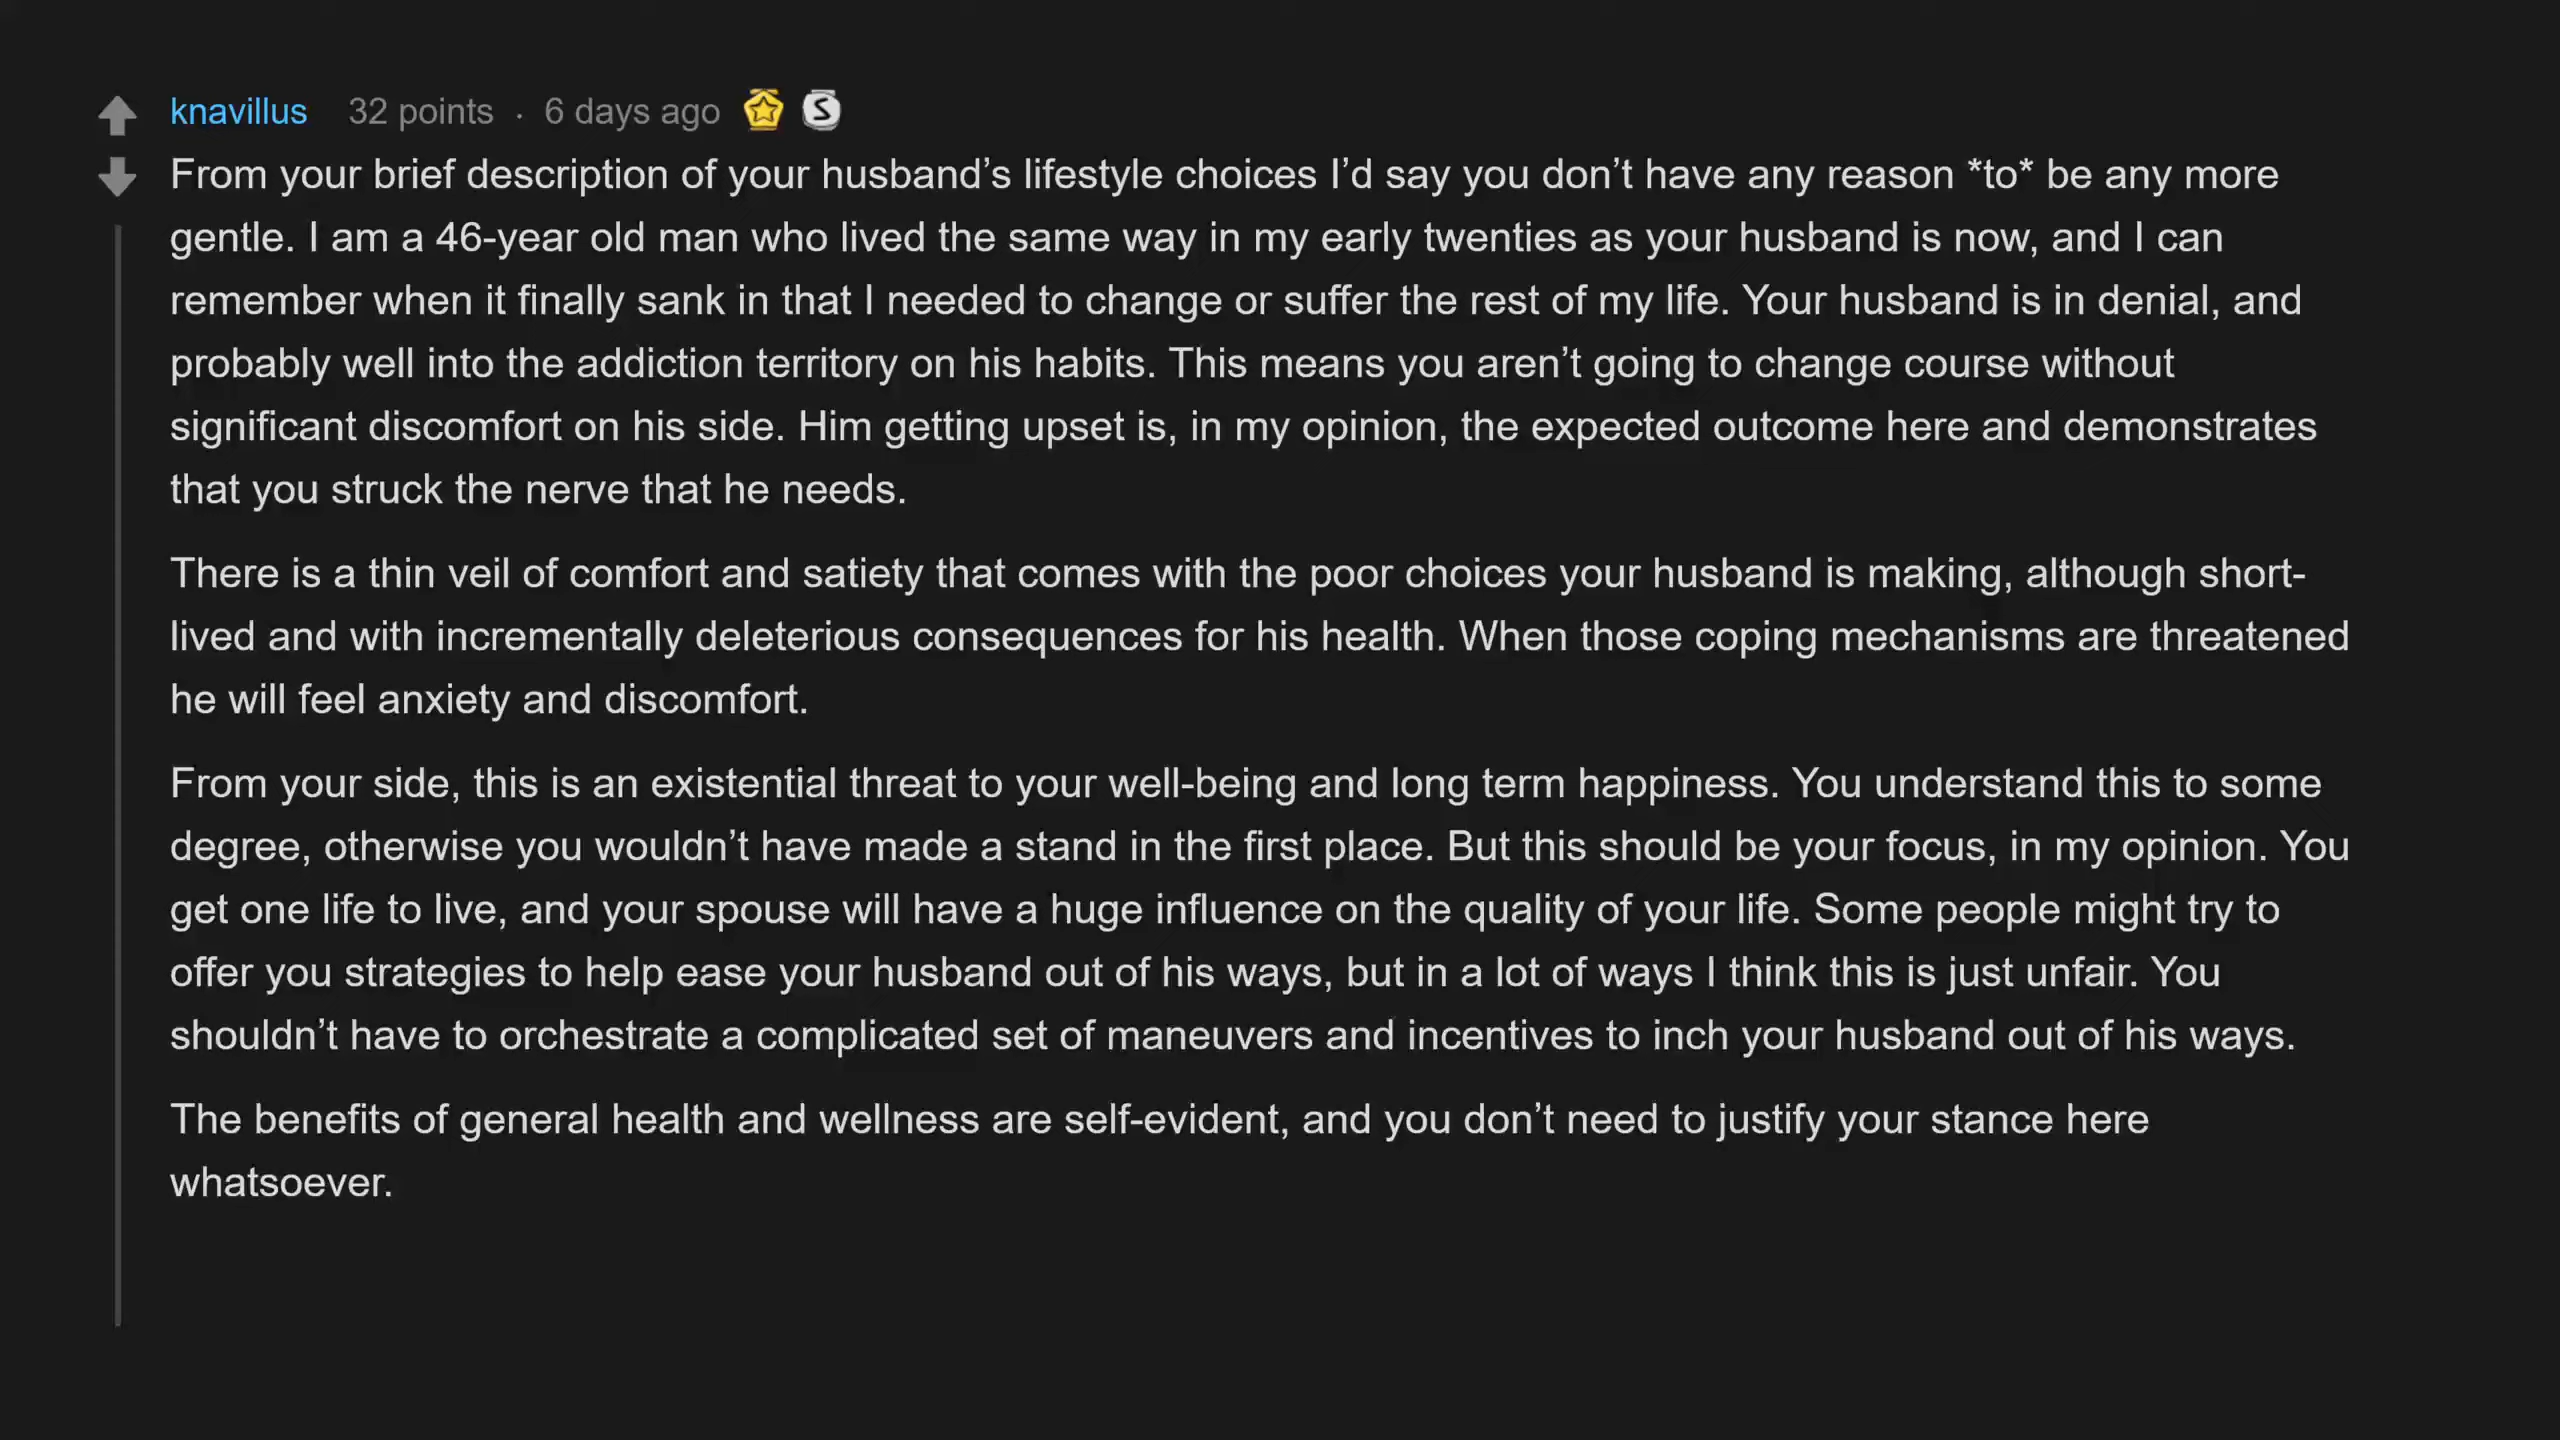 knavillus 32 points · 6 days ago S
From your brief description of your husband’s lifestyle choices I’d say you don’t have any reason *to* be any more
gentle. I am a 46-year old man who lived the same way in my early twenties as your husband is now, and I can
remember when it finally sank in that I needed to change or suffer the rest of my life. Your husband is in denial, and
probably well into the addiction territory on his habits. This means you aren’t going to change course without
significant discomfort on his side. Him getting upset is, in my opinion, the expected outcome here and demonstrates
that you struck the nerve that he needs.
There is a thin veil of comfort and satiety that comes with the poor choices your husband is making, although short-
lived and with incrementally deleterious consequences for his health. When those coping mechanisms are threatened
he will feel anxiety and discomfort.
From your side, this is an existential threat to your well-being and long term happiness. You understand this to some
degree, otherwise you wouldn’t have made a stand in the first place. But this should be your focus, in my opinion. You
get one life to live, and your spouse will have a huge influence on the quality of your life. Some people might try to
offer you strategies to help ease your husband out of his ways, but in a lot of ways I think this is just unfair. You
shouldn’t have to orchestrate a complicated set of maneuvers and incentives to inch your husband out of his ways.
The benefits of general health and wellness are self-evident, and you don’t need to justify your stance here
whatsoever.